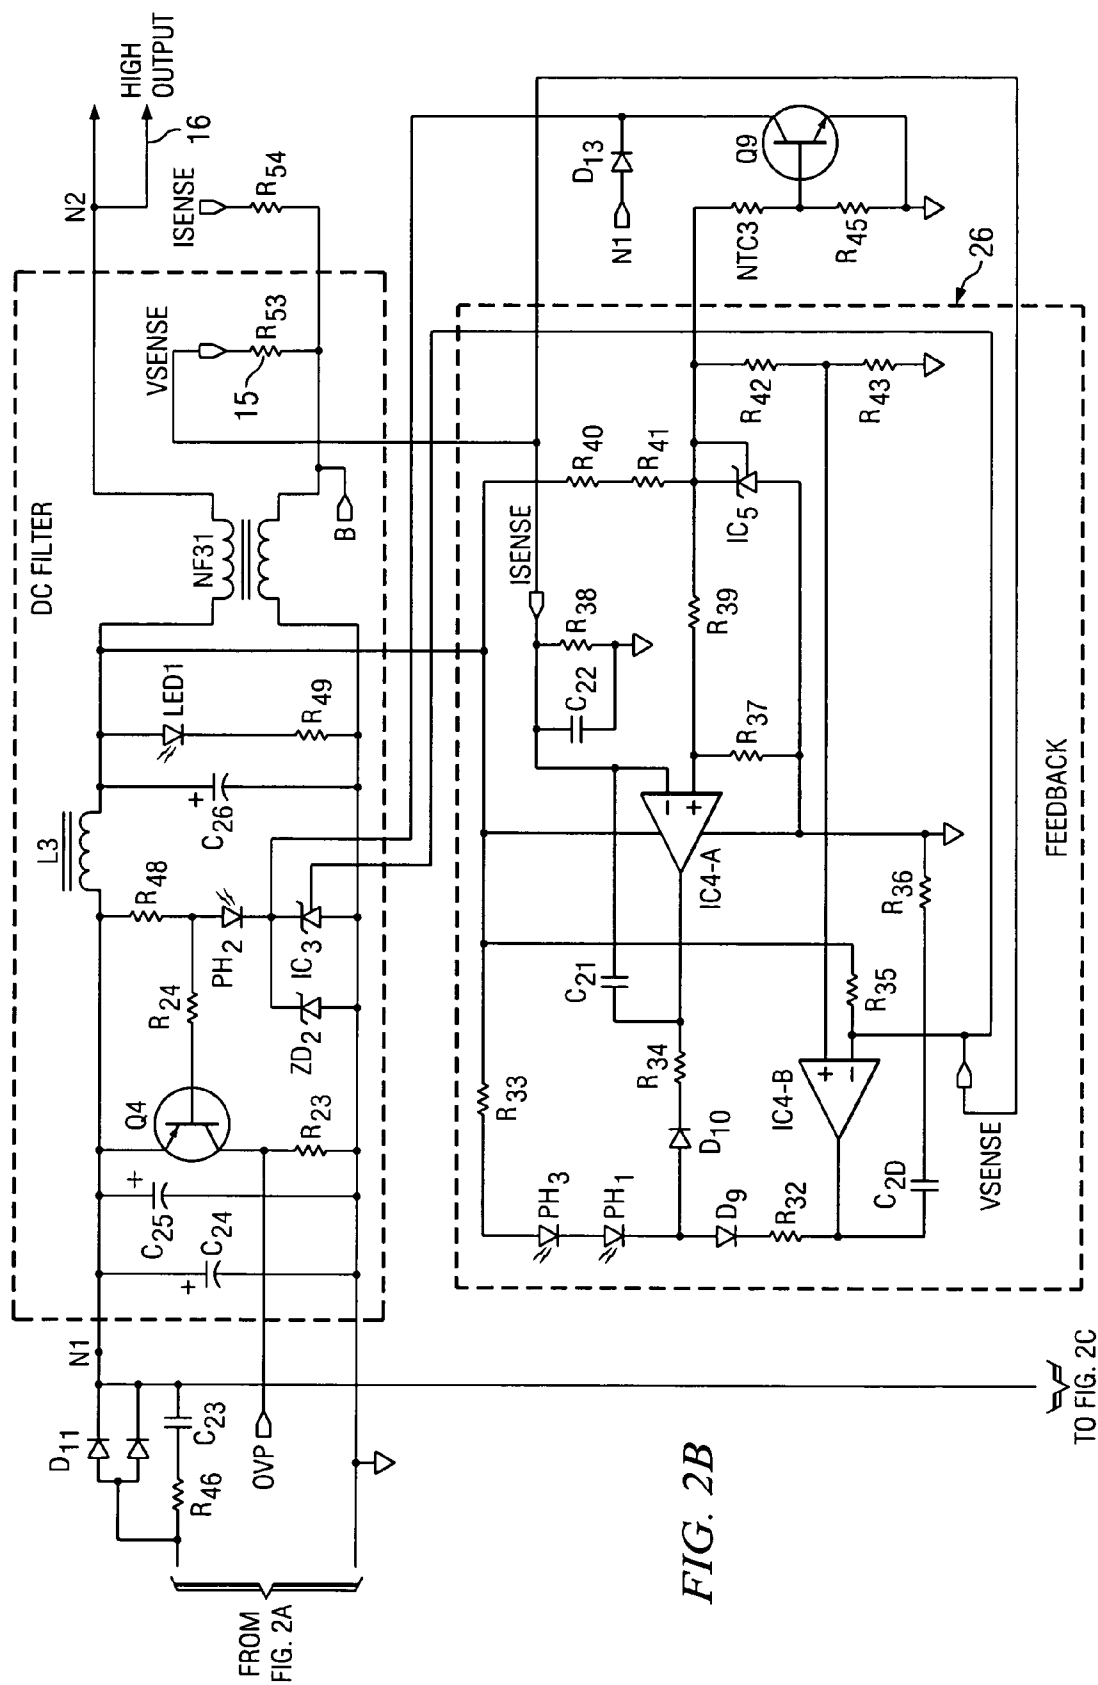 HIGH
OUTPUT
16
N2
ISENSE
R54
DC FILTER
VSENSE
R53
15
NF31
B
L3
LED1
R49
C26
R48
PH2
IC3
ZD2
R24
Q4
R23
C25
C24
N1
D11
C23
R46
OVP
FROM
FIG. 2A
D13
N1
Q9
NTC3
R45
26
R42
R43
R40
R41
IC5
ISENSE
R38
C22
R39
R37
IC4-A
R36
FEEDBACK
C21
R35
R34
R33
IC4-B
D10
PH3
PH1
D9
R32
C2D
VSENSE
TO FIG. 2C
FIG. 2B
+
+
+
−
+
+
−